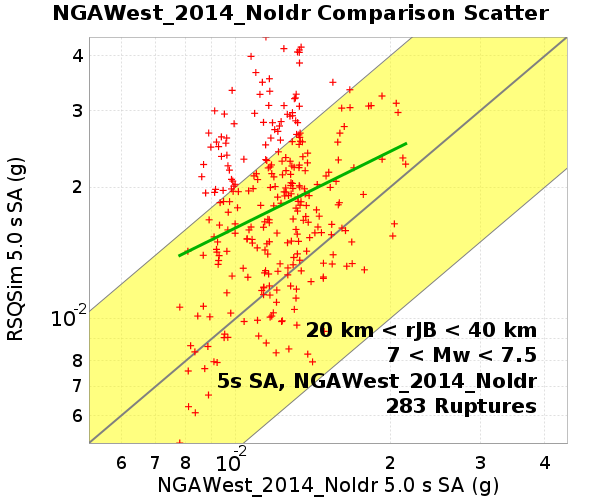 NGAWest_2014_NoIdr Comparison Scatter
RSQSim 5.0 s SA (g)
4
3
2
10^-2
8
7
6
20 km < rJB < 40 km
7 < Mw < 7.5
5s SA, NGAWest_2014_NoIdr
283 Ruptures
6 7 8 10^-2 2 3 4
NGAWest_2014_NoIdr 5.0 s SA (g)